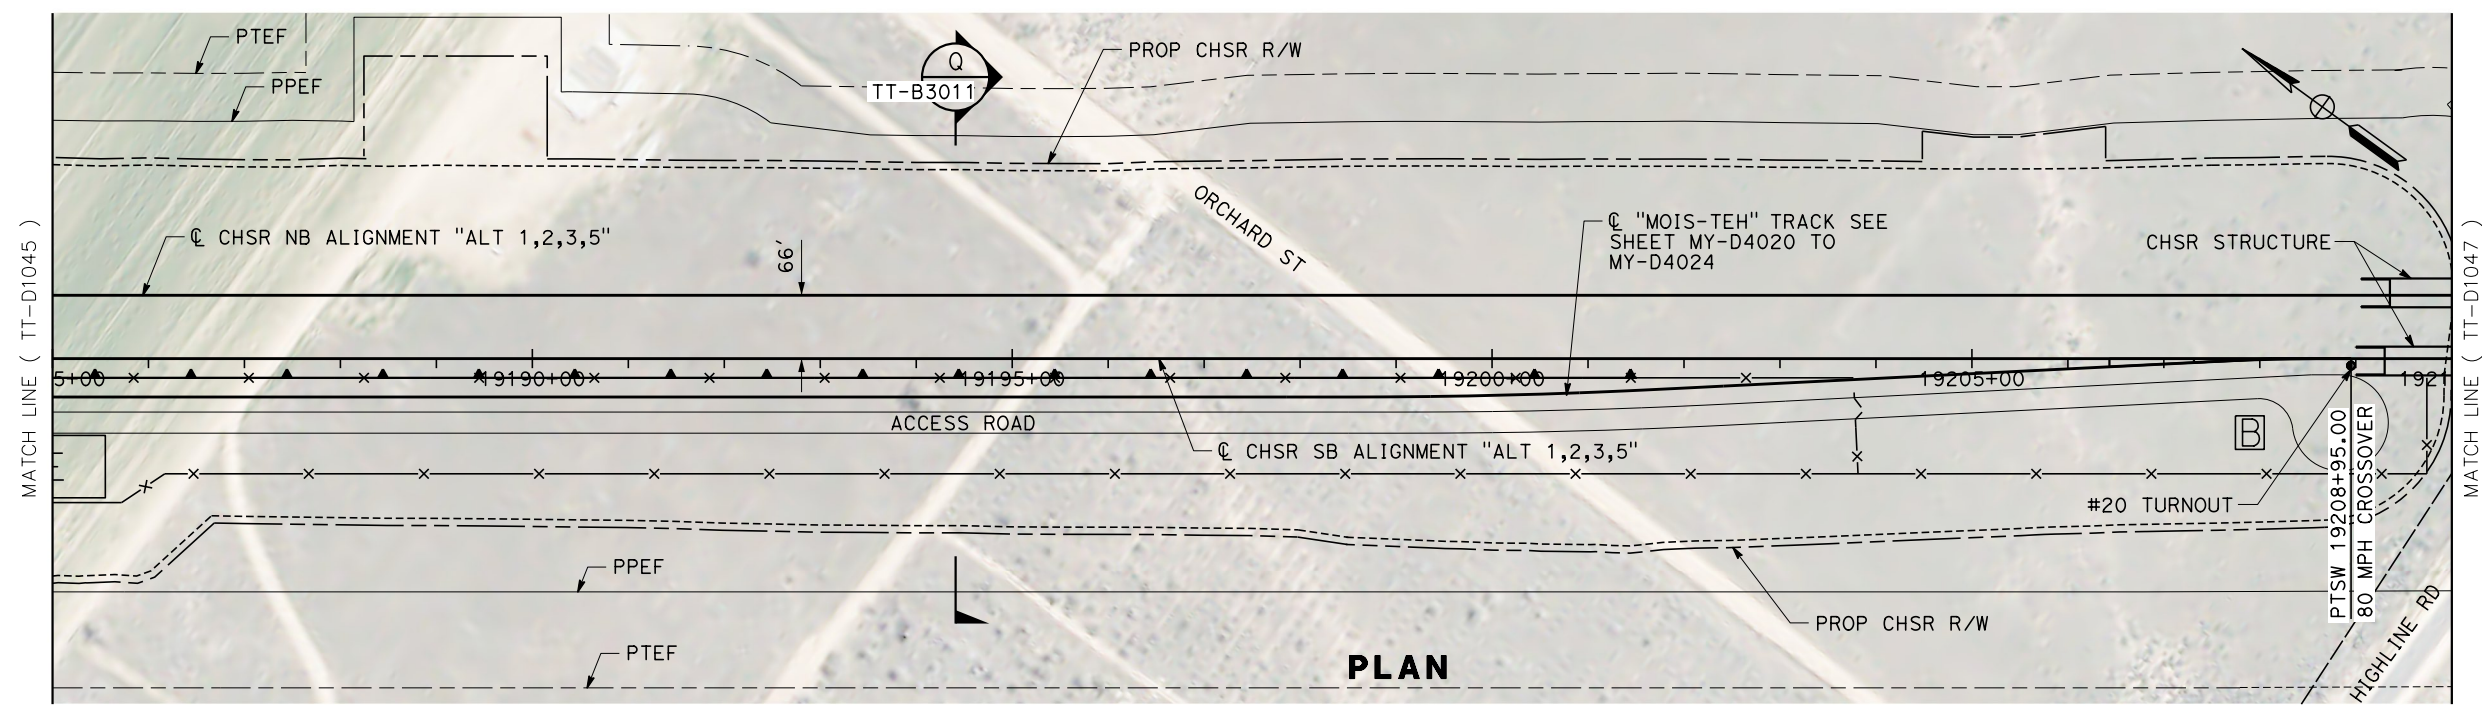 PTEF
PPEF
Q
TT-B3011
PROP CHSR R/W
MATCH LINE ( TT-D1045 )
℄ CHSR NB ALIGNMENT "ALT 1,2,3,5"
66'
ORCHARD ST
℄ "MOIS-TEH" TRACK SEE
SHEET MY-D4020 TO
MY-D4024
CHSR STRUCTURE
MATCH LINE ( TT-D1047 )
5+00
19190+00
19195+00
19200+00
19205+00
1921
ACCESS ROAD
℄ CHSR SB ALIGNMENT "ALT 1,2,3,5"
B
#20 TURNOUT
PTSW 19208+95.00
80 MPH CROSSOVER
PPEF
PROP CHSR R/W
PTEF
HIGHLINE RD
PLAN